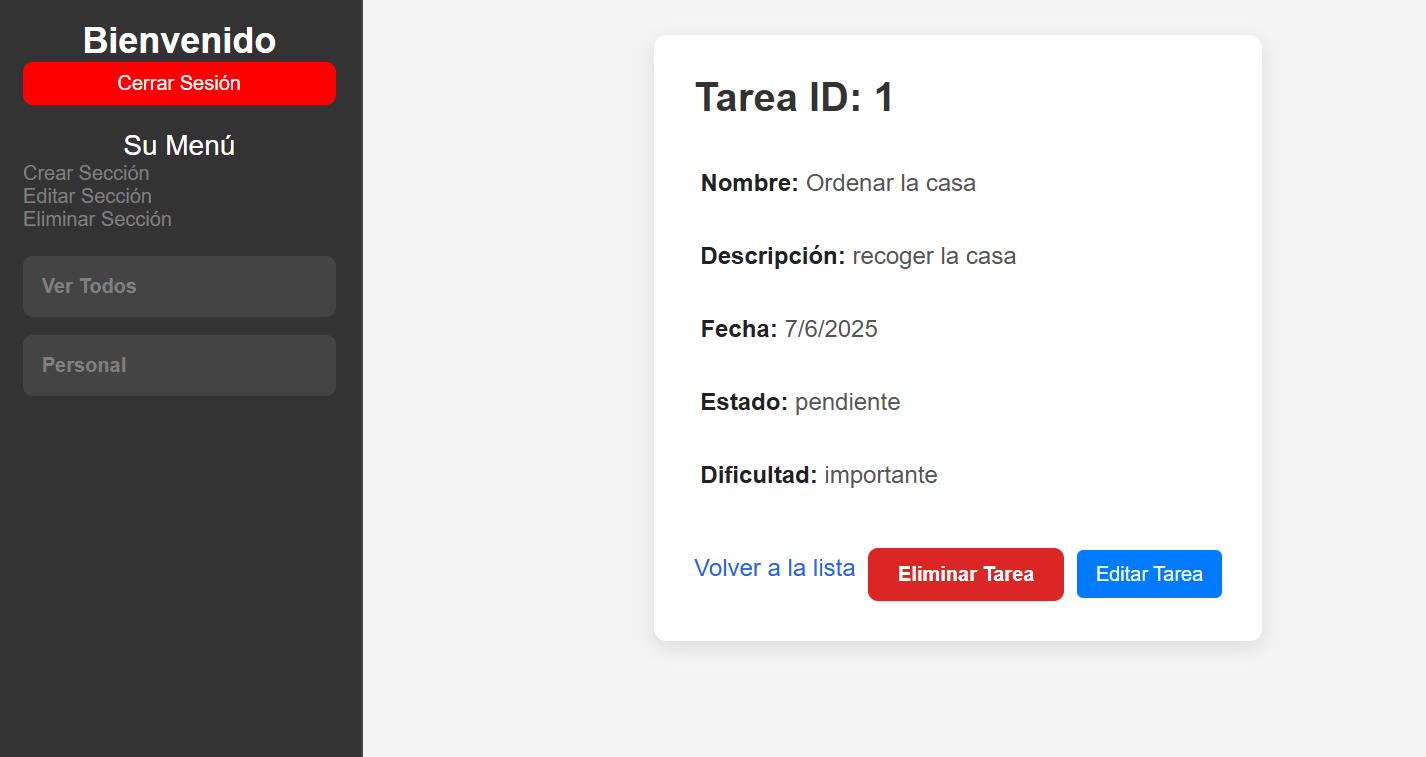 Bienvenido
Cerrar Sesión
Su Menú
Crear Sección
Editar Sección
Eliminar Sección
Ver Todos
Personal
Tarea ID: 1
Nombre: Ordenar la casa
Descripción: recoger la casa
Fecha: 7/6/2025
Estado: pendiente
Dificultad: importante
Volver a la lista Eliminar Tarea Editar Tarea